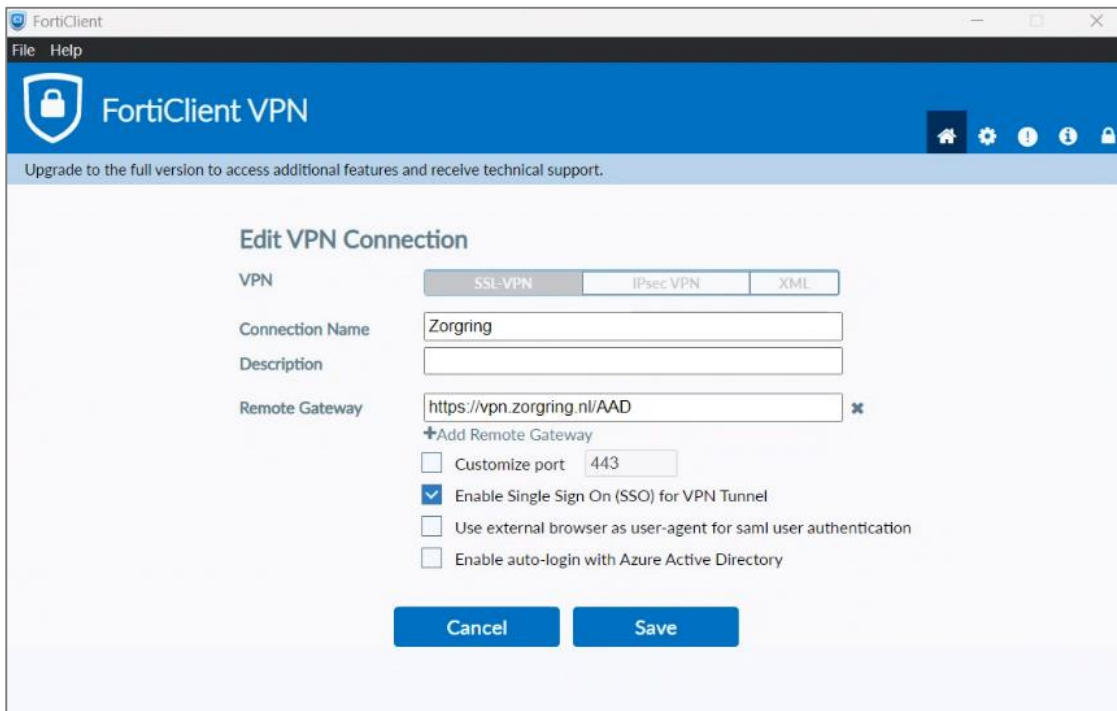 FortiClient
File Help
FortiClient VPN
Upgrade to the full version to access additional features and receive technical support.
Edit VPN Connection
VPN SSL-VPN IPsec VPN XML
Connection Name Zorgring
Description
Remote Gateway https://vpn.zorgring.nl/AAD
+Add Remote Gateway
Customize port 443
Enable Single Sign On (SSO) for VPN Tunnel
Use external browser as user-agent for saml user authentication
Enable auto-login with Azure Active Directory
Cancel Save